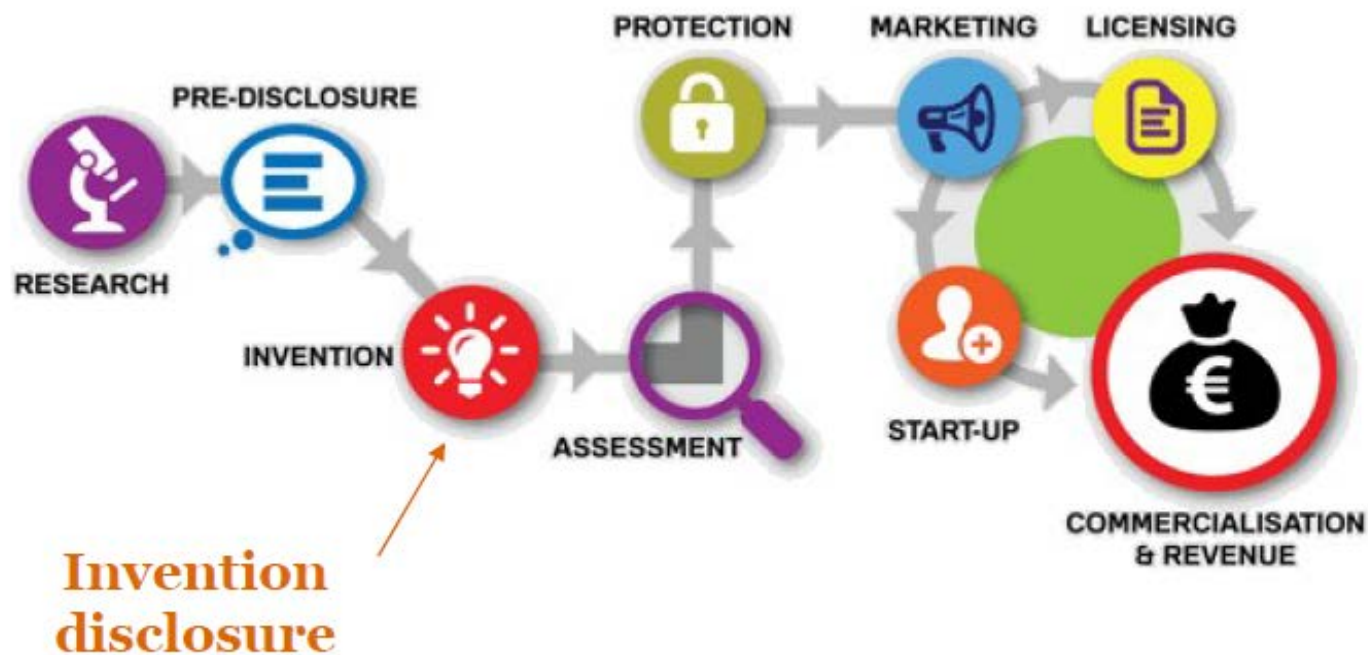 RESEARCH
PRE-DISCLOSURE
INVENTION
ASSESSMENT
PROTECTION
MARKETING
LICENSING
START-UP
€
COMMERCIALISATION
& REVENUE
Invention
disclosure